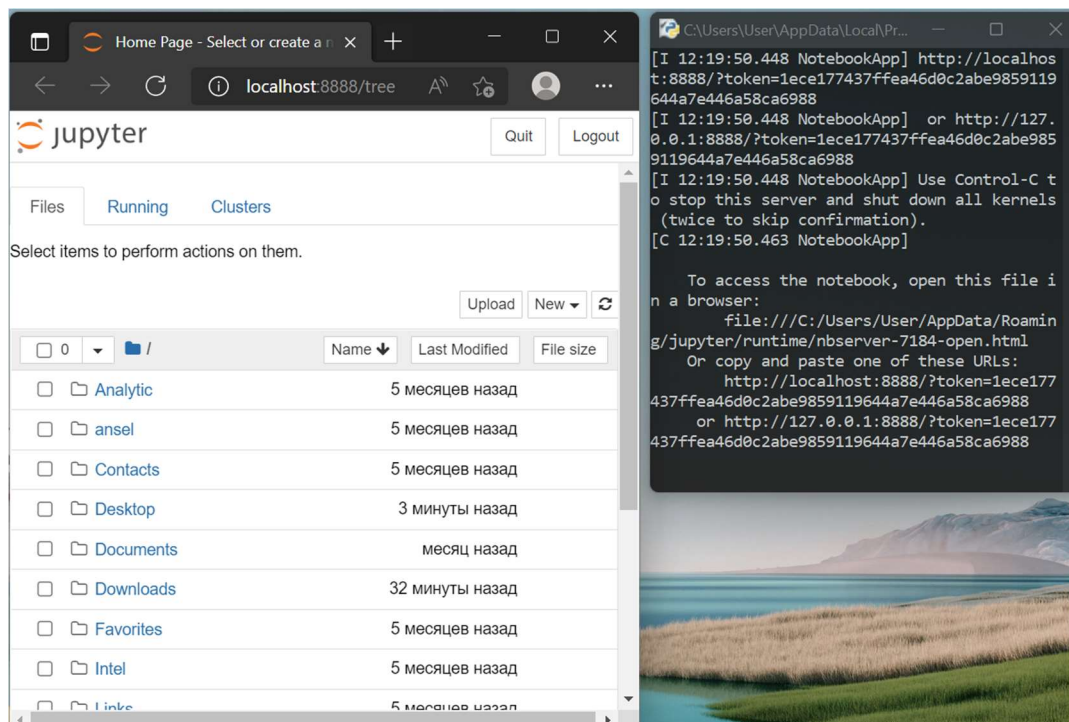 Home Page - Select or create a n
localhost:8888/tree
jupyter
Quit
Logout
Files
Running
Clusters
Select items to perform actions on them.
Upload
New
0
/
Name
Last Modified
File size
Analytic
5 месяцев назад
ansel
5 месяцев назад
Contacts
5 месяцев назад
Desktop
3 минуты назад
Documents
месяц назад
Downloads
32 минуты назад
Favorites
5 месяцев назад
Intel
5 месяцев назад
Links
5 месяцев назад
C:\Users\User\AppData\Local\Pr...
[I 12:19:50.448 NotebookApp] http://localhos
t:8888/?token=1ece177437ffea46d0c2abe9859119
644a7e446a58ca6988
[I 12:19:50.448 NotebookApp]  or http://127.
0.0.1:8888/?token=1ece177437ffea46d0c2abe985
9119644a7e446a58ca6988
[I 12:19:50.448 NotebookApp] Use Control-C t
o stop this server and shut down all kernels
(twice to skip confirmation).
[C 12:19:50.463 NotebookApp]
To access the notebook, open this file i
n a browser:
file:///C:/Users/User/AppData/Roamin
g/jupyter/runtime/nbserver-7184-open.html
Or copy and paste one of these URLs:
http://localhost:8888/?token=1ece177
437ffea46d0c2abe9859119644a7e446a58ca6988
or http://127.0.0.1:8888/?token=1ece177
437ffea46d0c2abe9859119644a7e446a58ca6988